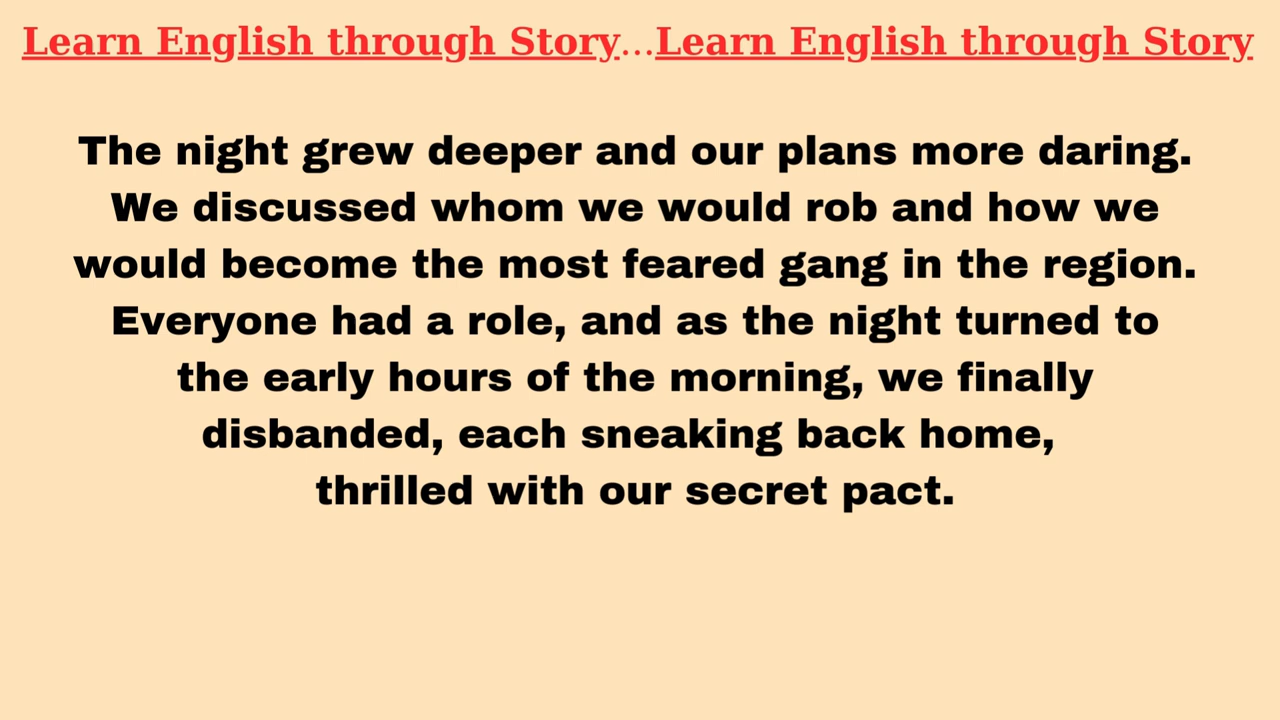 Learn English through Story...Learn English through Story
The night grew deeper and our plans more daring.
We discussed whom we would rob and how we
would become the most feared gang in the region.
Everyone had a role, and as the night turned to
the early hours of the morning, we finally
disbanded, each sneaking back home,
thrilled with our secret pact.